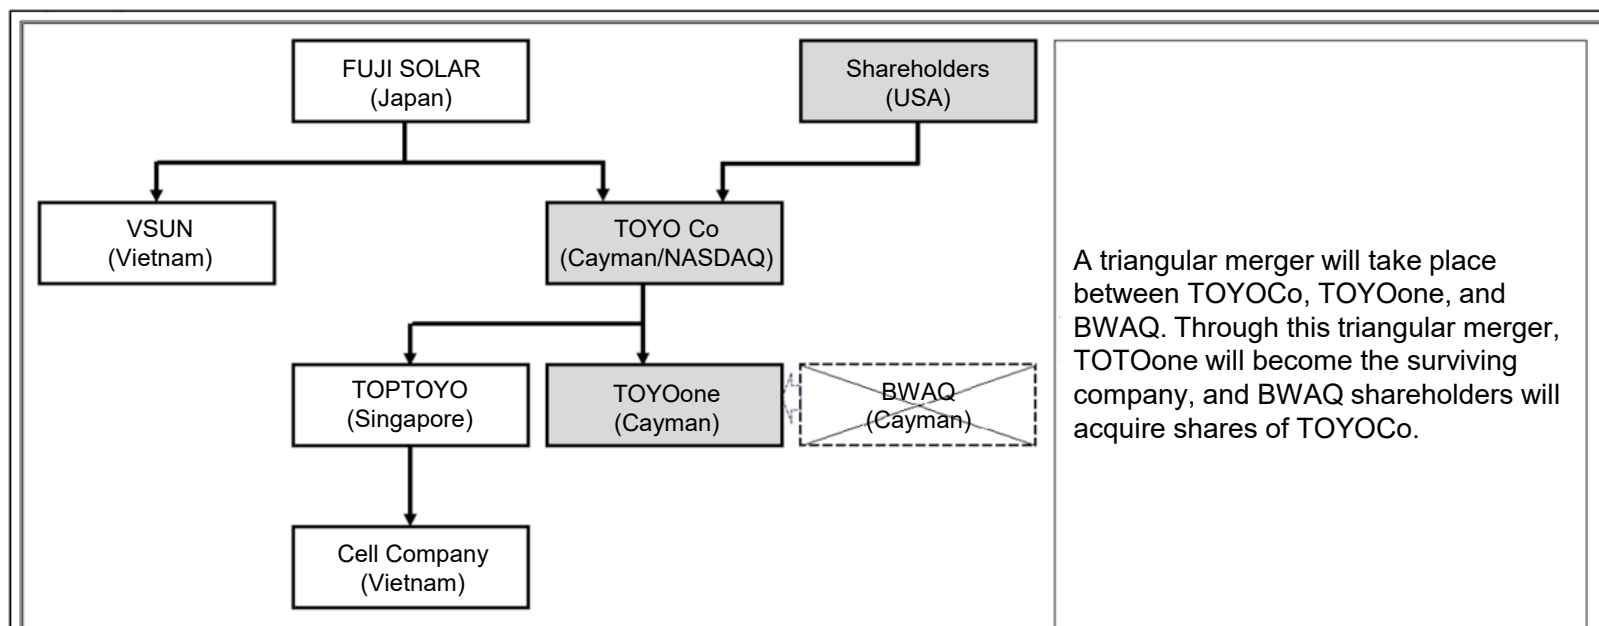 FUJI SOLAR
(Japan)
Shareholders
(USA)
VSUN
(Vietnam)
TOYO Co
(Cayman/NASDAQ)
TOPTOYO
(Singapore)
TOYOone
(Cayman)
BWAQ
(Cayman)
Cell Company
(Vietnam)
A triangular merger will take place
between TOYOCo, TOYOone, and
BWAQ. Through this triangular merger,
TOTOone will become the surviving
company, and BWAQ shareholders will
acquire shares of TOYOCo.